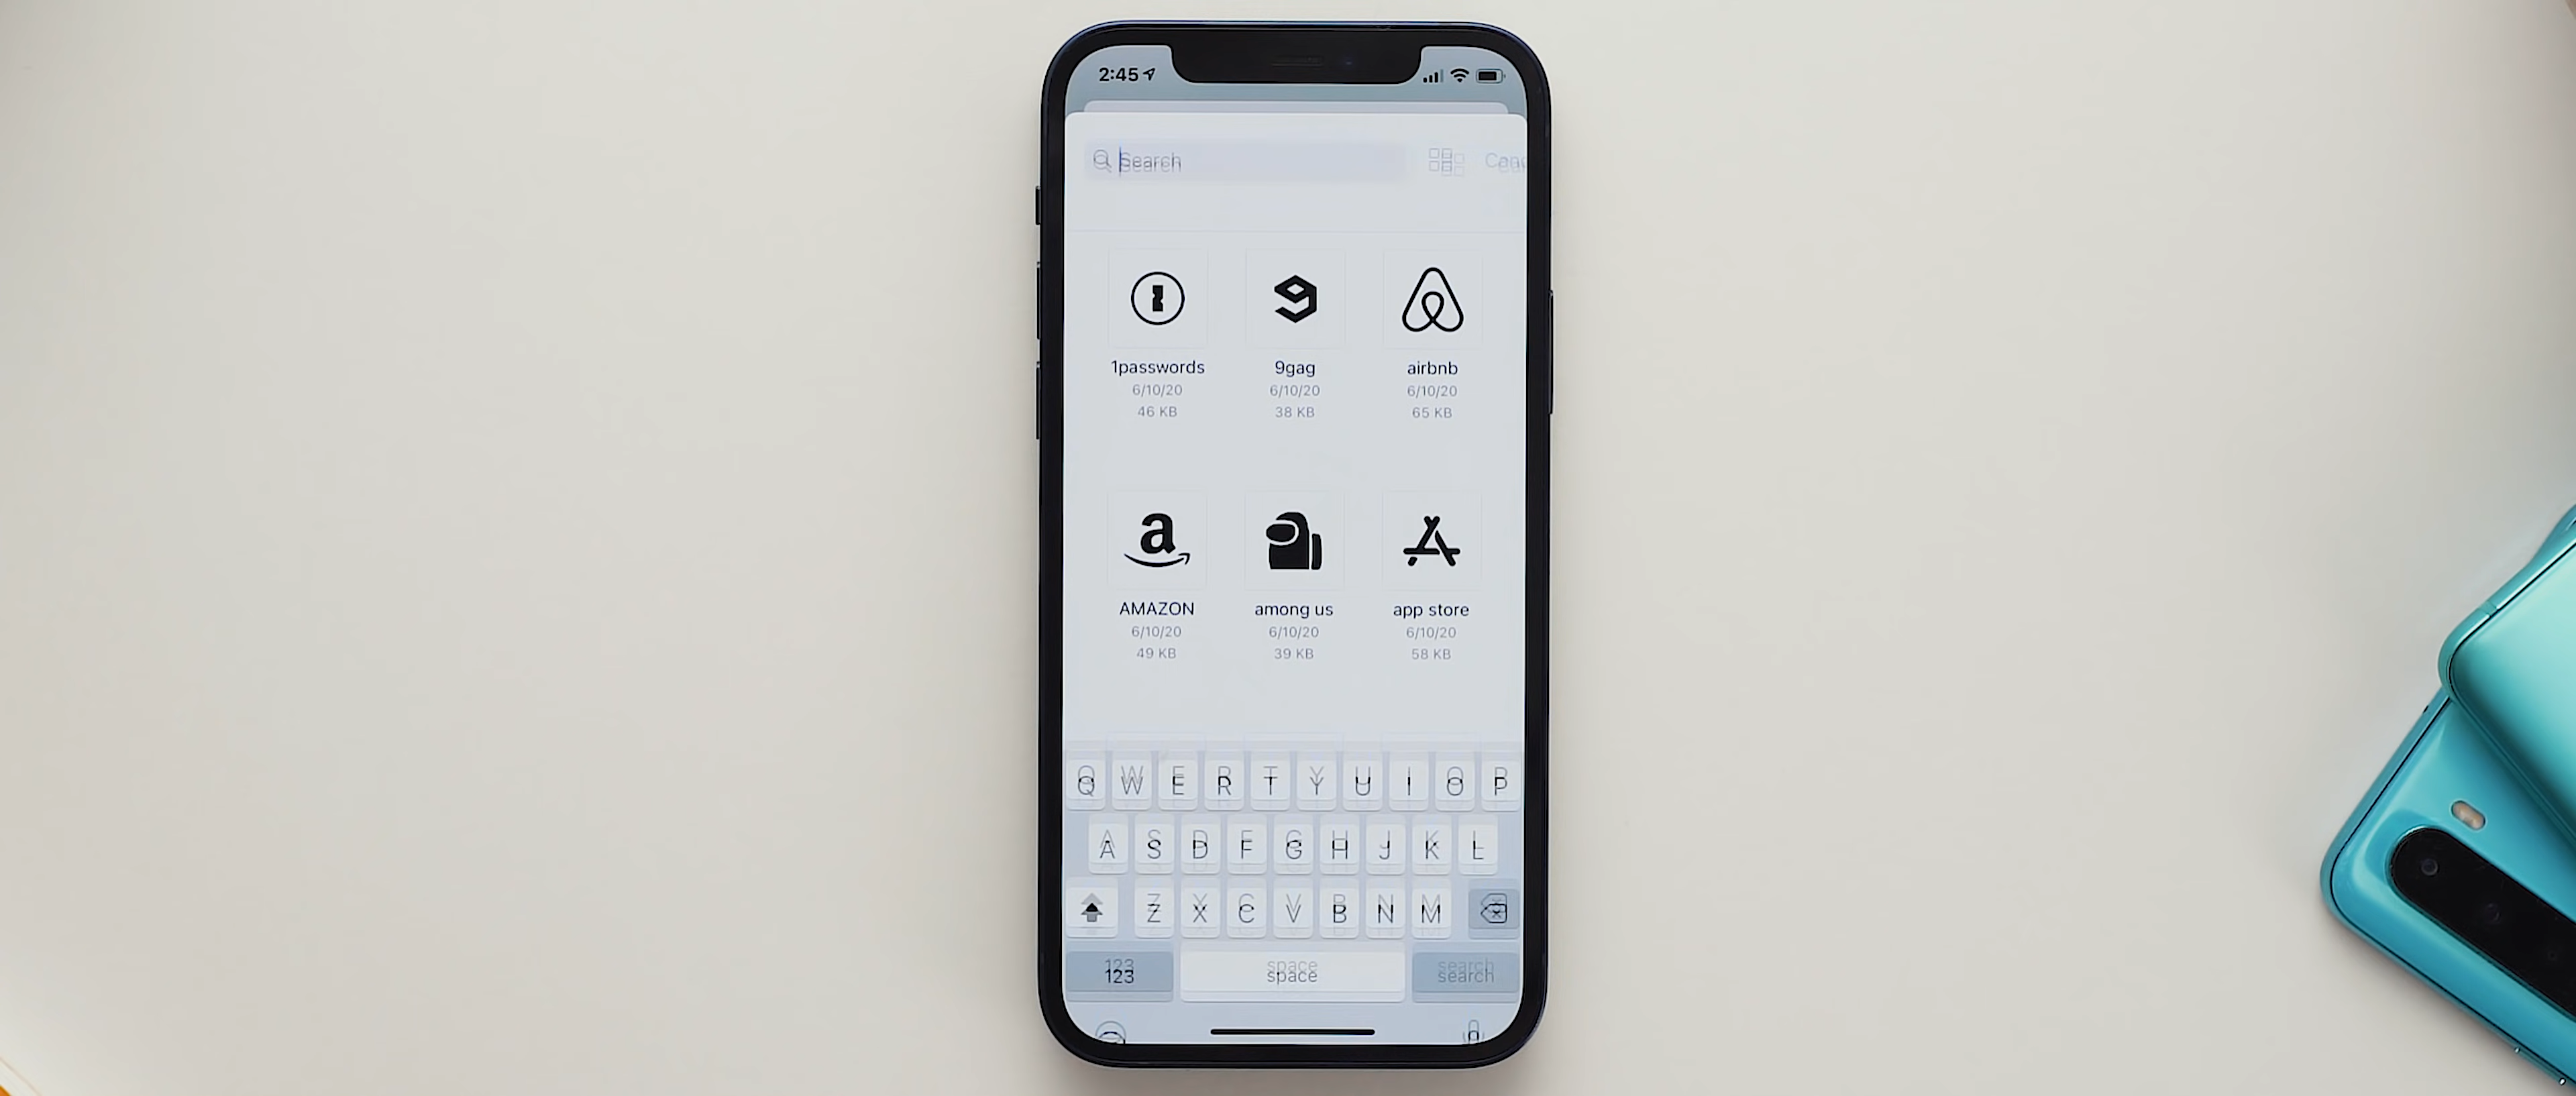 2:45
Search
1passwords 9gag airbnb
6/10/20 6/10/20 6/10/20
46 KB 38 KB 65 KB
a
AMAZON among us app store
6/10/20 6/10/20 6/10/20
49 KB 39 KB 58 KB
Q W E R T Y U I O P
A S D F G H J K L
Z X C V B N M
123 space search